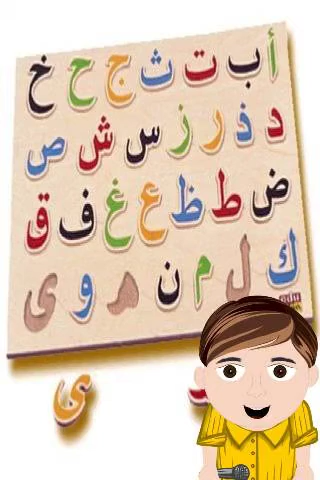 أ ب ت ث ج ح خ
د ذ ر ز س ش ص
ض ط ظ ع غ ف ق
ك ل م ن ه و ى
ى